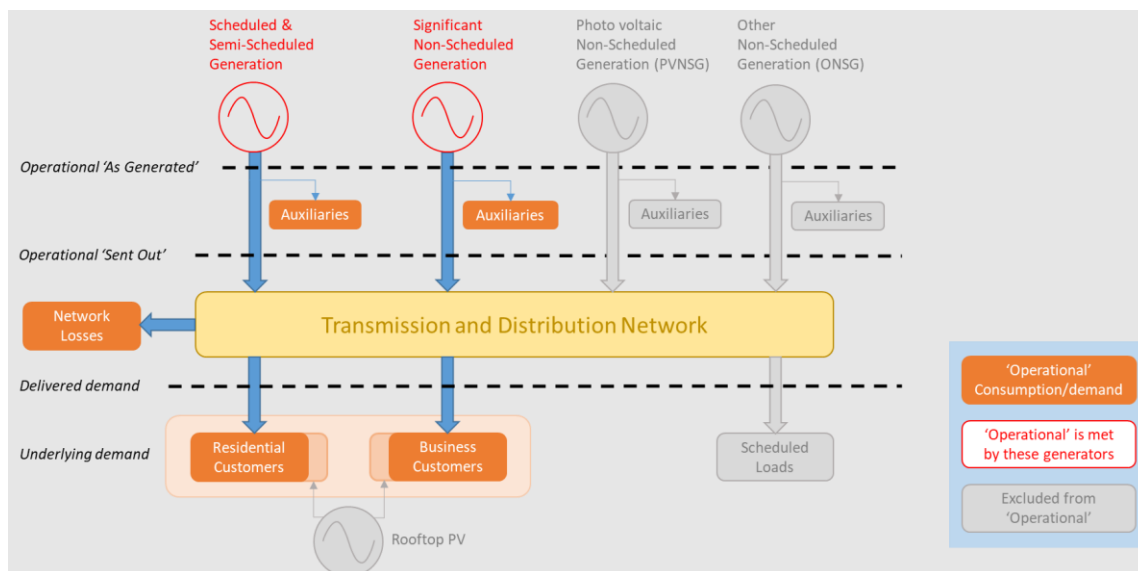 Scheduled &
Semi-Scheduled
Generation
Significant
Non-Scheduled
Generation
Photo voltaic
Non-Scheduled
Generation (PVNSG)
Other
Non-Scheduled
Generation (ONSG)
Operational ‘As Generated’
Auxiliaries
Auxiliaries
Auxiliaries
Auxiliaries
Operational ‘Sent Out’
Network
Losses
Transmission and Distribution Network
Delivered demand
Underlying demand
Residential
Customers
Business
Customers
Scheduled
Loads
Rooftop PV
‘Operational’
Consumption/demand
‘Operational’ is met
by these generators
Excluded from
‘Operational’